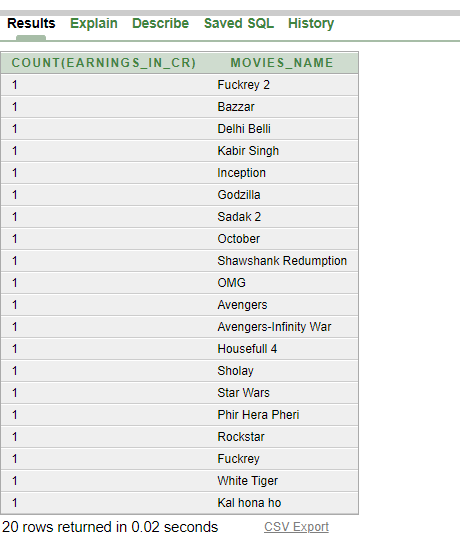 Results Explain Describe Saved SQL History
COUNT(EARNINGS_IN_CR) MOVIES_NAME
1 Fuckrey 2
1 Bazzar
1 Delhi Belli
1 Kabir Singh
1 Inception
1 Godzilla
1 Sadak 2
1 October
1 Shawshank Redumption
1 OMG
1 Avengers
1 Avengers-Infinity War
1 Housefull 4
1 Sholay
1 Star Wars
1 Phir Hera Pheri
1 Rockstar
1 Fuckrey
1 White Tiger
1 Kal hona ho
20 rows returned in 0.02 seconds CSV Export